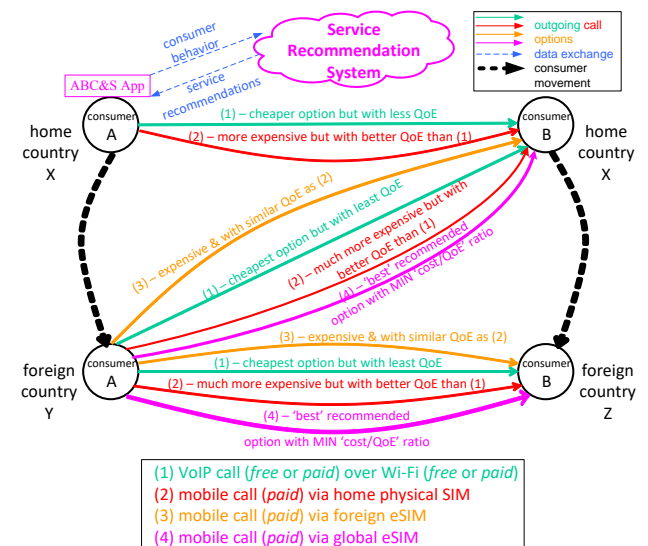 consumer
behavior
Service
Recommendation
System
outgoing call
options
data exchange
consumer
movement
ABC&S App
service
recommendations
consumer
A
home
country
X
(1) – cheaper option but with less QoE
(2) – more expensive but with better QoE than (1)
consumer
B
home
country
X
(3) – expensive & with similar QoE as (2)
(1) – cheapest option but with least QoE
(2) – much more expensive but with
better QoE than (1)
(4) – ‘best’ recommended
option with MIN ‘cost/QoE’ ratio
consumer
A
foreign
country
Y
(3) – expensive & with similar QoE as (2)
(1) – cheapest option but with least QoE
(2) – much more expensive but with better QoE than (1)
(4) – ‘best’ recommended
option with MIN ‘cost/QoE’ ratio
consumer
B
foreign
country
Z
(1) VoIP call (free or paid) over Wi-Fi (free or paid)
(2) mobile call (paid) via home physical SIM
(3) mobile call (paid) via foreign eSIM
(4) mobile call (paid) via global eSIM